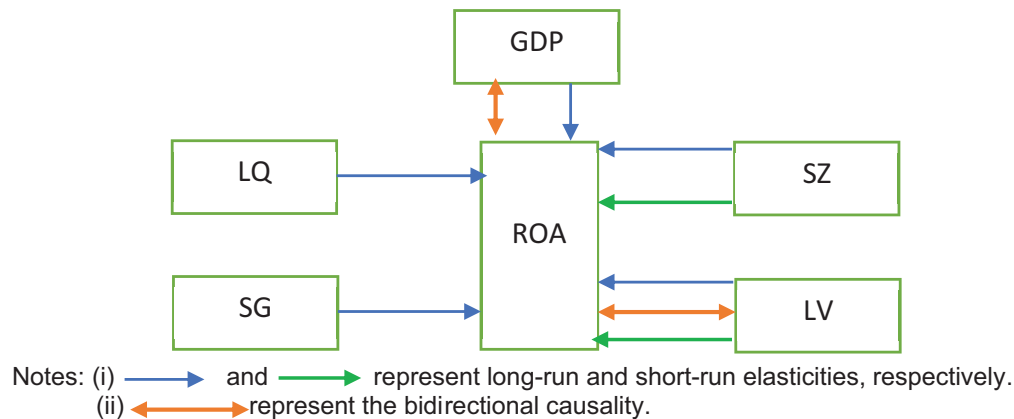 GDP
LQ
SZ
ROA
SG
LV
Notes: (i) and represent long-run and short-run elasticities, respectively.
(ii) represent the bidirectional causality.